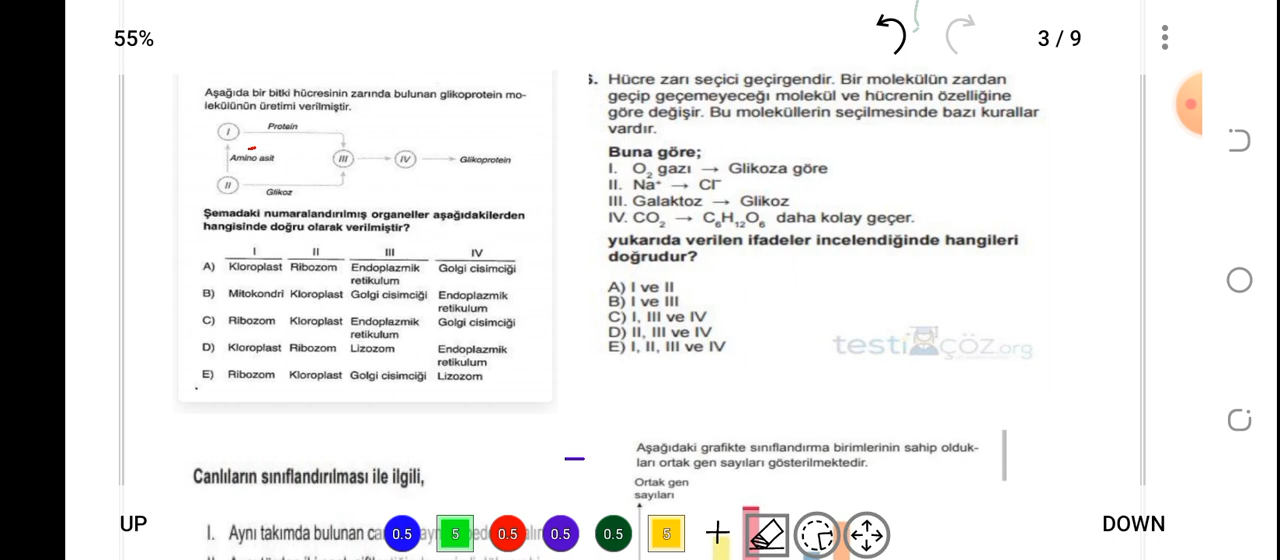 55%
3 / 9
Aşağıda bir bitki hücresinin zarında bulunan glikoprotein mo-
lekülünün üretimi verilmiştir.
I
Protein
Amino asit
III
IV
Glikoprotein
II
Glikoz
Şemadaki numaralandırılmış organeller aşağıdakilerden
hangisinde doğru olarak verilmiştir?
I II III IV
A) Kloroplast Ribozom Endoplazmik retikulum Golgi cisimciği
B) Mitokondri Kloroplast Golgi cisimciği Endoplazmik retikulum
C) Ribozom Kloroplast Endoplazmik retikulum Golgi cisimciği
D) Kloroplast Ribozom Lizozom Endoplazmik retikulum
E) Ribozom Kloroplast Golgi cisimciği Lizozom
Hücre zarı seçici geçirgendir. Bir molekülün zardan
geçip geçemeyeceği molekül ve hücrenin özelliğine
göre değişir. Bu moleküllerin seçilmesinde bazı kurallar
vardır.
Buna göre;
I. O₂ gazı → Glikoza göre
II. Na⁺ → Cl⁻
III. Galaktoz → Glikoz
IV. CO₂ → C₆H₁₂O₆ daha kolay geçer.
yukarıda verilen ifadeler incelendiğinde hangileri
doğrudur?
A) I ve II
B) I ve III
C) I, III ve IV
D) II, III ve IV
E) I, II, III ve IV
testiçöz.org
Canlıların sınıflandırılması ile ilgili,
I. Aynı takımda bulunan
Aşağıdaki grafikte sınıflandırma birimlerinin sahip olduk-
ları ortak gen sayıları gösterilmektedir.
Ortak gen
sayıları
UP
0.5 5 0.5 0.5 0.5 5
DOWN